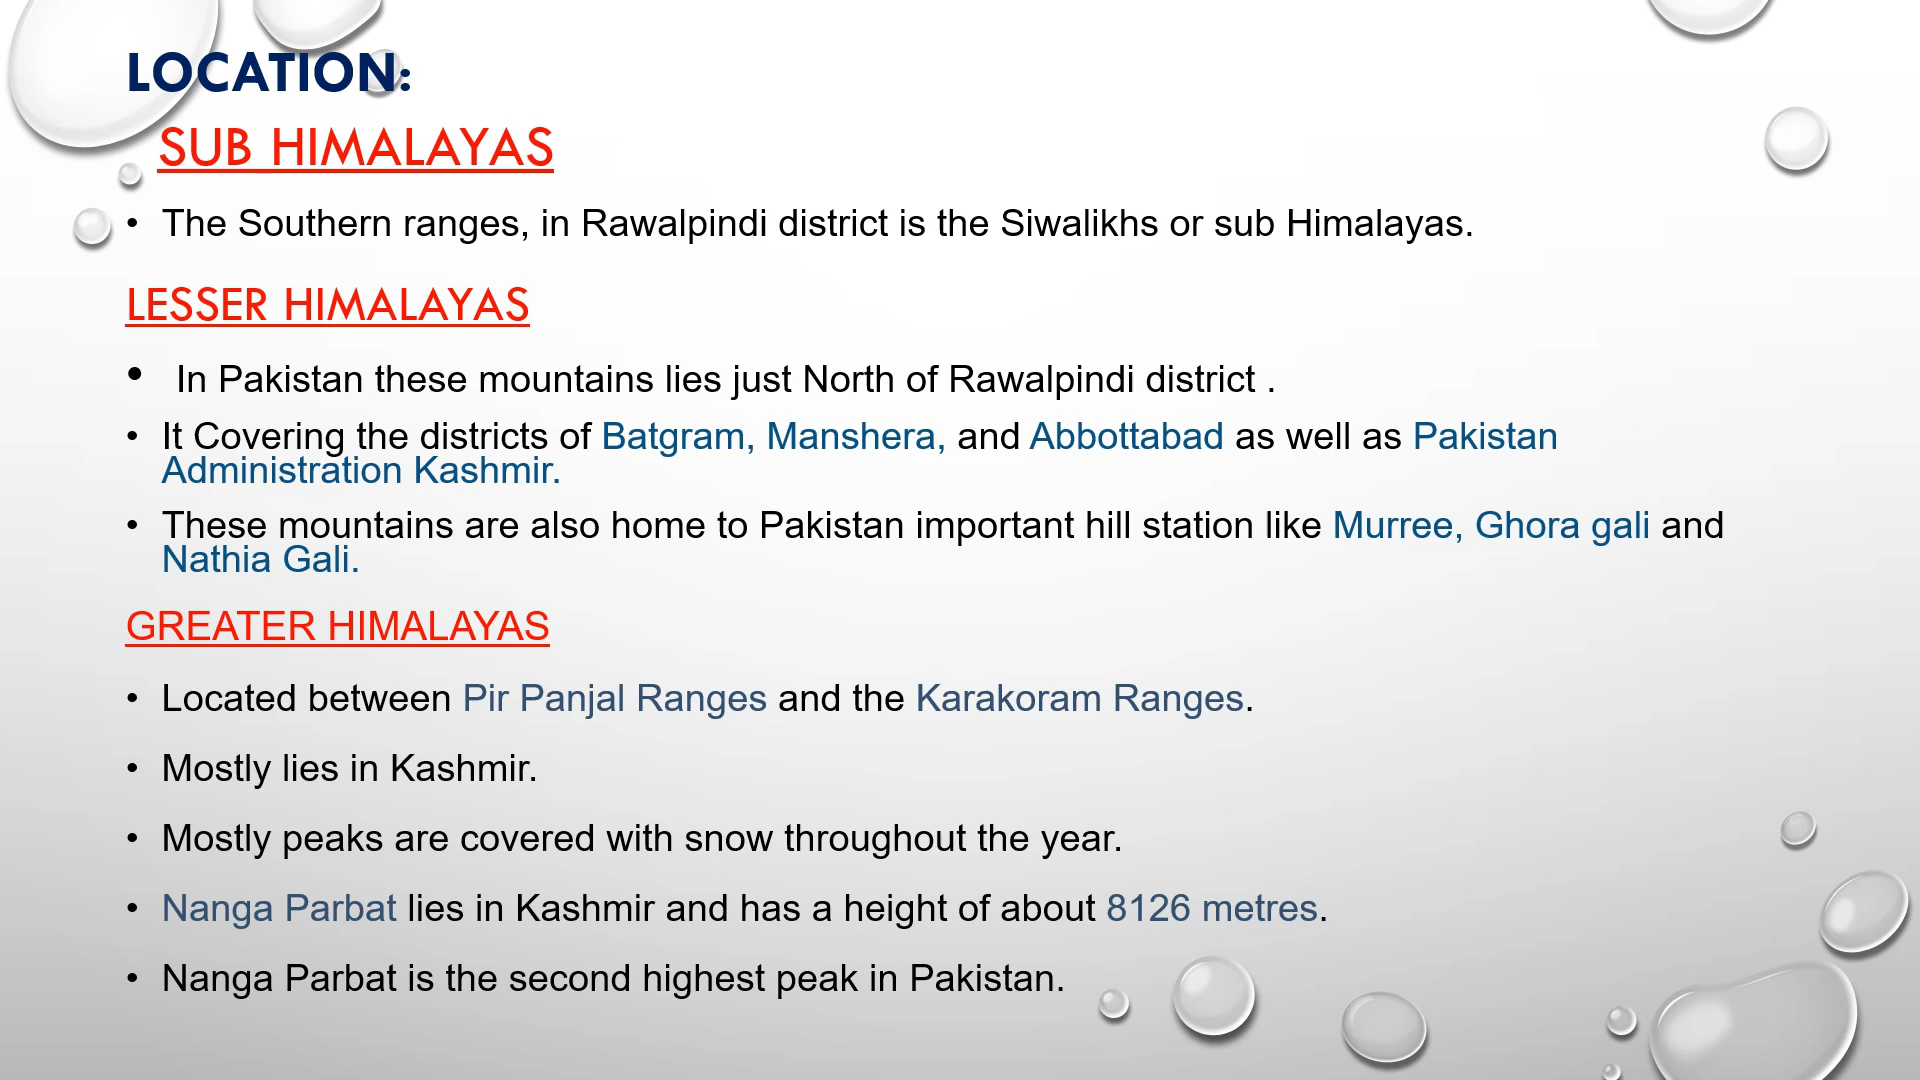 LOCATION:
SUB HIMALAYAS
• The Southern ranges, in Rawalpindi district is the Siwalikhs or sub Himalayas.
LESSER HIMALAYAS
• In Pakistan these mountains lies just North of Rawalpindi district .
• It Covering the districts of Batgram, Manshera, and Abbottabad as well as Pakistan
Administration Kashmir.
• These mountains are also home to Pakistan important hill station like Murree, Ghora gali and
Nathia Gali.
GREATER HIMALAYAS
• Located between Pir Panjal Ranges and the Karakoram Ranges.
• Mostly lies in Kashmir.
• Mostly peaks are covered with snow throughout the year.
• Nanga Parbat lies in Kashmir and has a height of about 8126 metres.
• Nanga Parbat is the second highest peak in Pakistan.